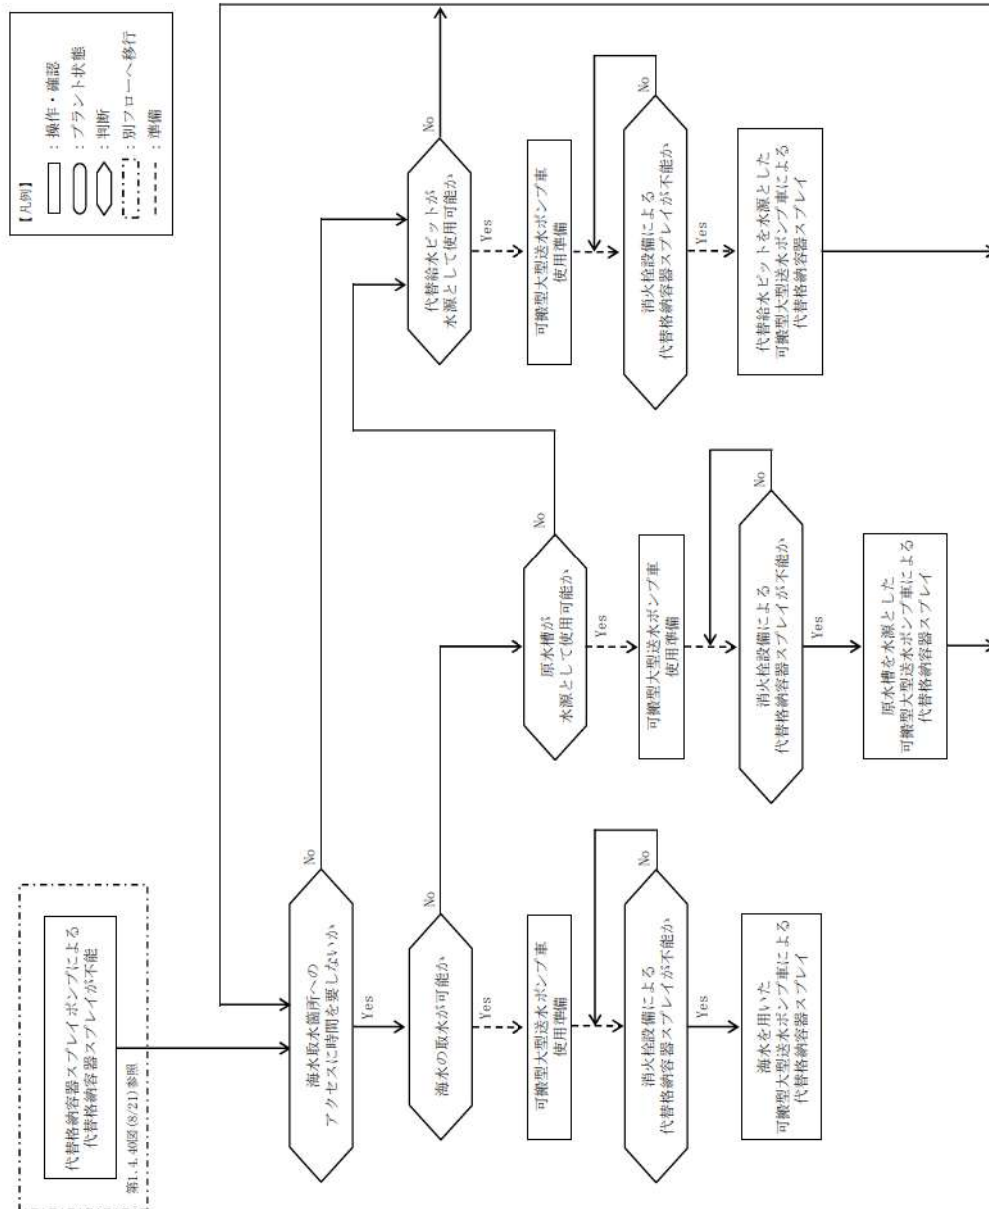 【凡例】
：操作・確認
：プラント状態
：判断
：別フローへ移行
：準備
代替格納容器スプレイポンプによる
代替格納容器スプレイが不能
第1.4.40図(8/21)参照
海水取水箇所への
アクセスに時間を要しないか
No
Yes
海水の取水が可能か
No
Yes
可搬型大型送水ポンプ車
使用準備
消火栓設備による
代替格納容器スプレイが不能か
No
Yes
海水を用いた
可搬型大型送水ポンプ車による
代替格納容器スプレイ
原水槽が
水源として使用可能か
No
Yes
可搬型大型送水ポンプ車
使用準備
消火栓設備による
代替格納容器スプレイが不能か
No
Yes
原水槽を水源とした
可搬型大型送水ポンプ車による
代替格納容器スプレイ
代替給水ピットが
水源として使用可能か
No
Yes
可搬型大型送水ポンプ車
使用準備
消火栓設備による
代替格納容器スプレイが不能か
No
Yes
代替給水ピットを水源とした
可搬型大型送水ポンプ車による
代替格納容器スプレイ